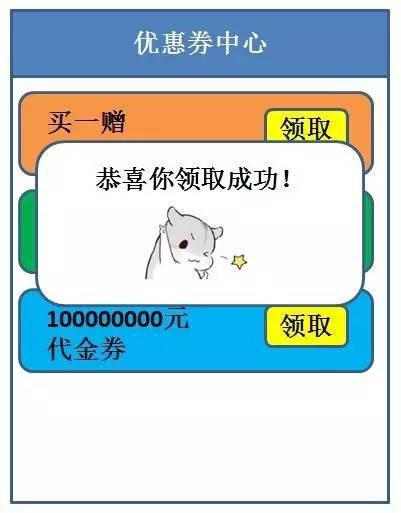 优惠券中心
买一赠
领取
恭喜你领取成功！
100000000元
代金券
领取